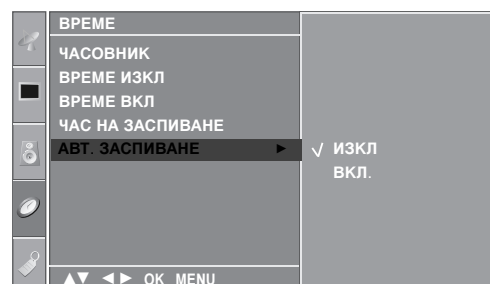 ВРЕМЕ
ЧАСОВНИК
ВРЕМЕ ИЗКЛ
ВРЕМЕ ВКЛ
ЧАС НА ЗАСПИВАНЕ
АВТ. ЗАСПИВАНЕ ►
√ ИЗКЛ
ВКЛ.
▲▼ ◄► OK MENU